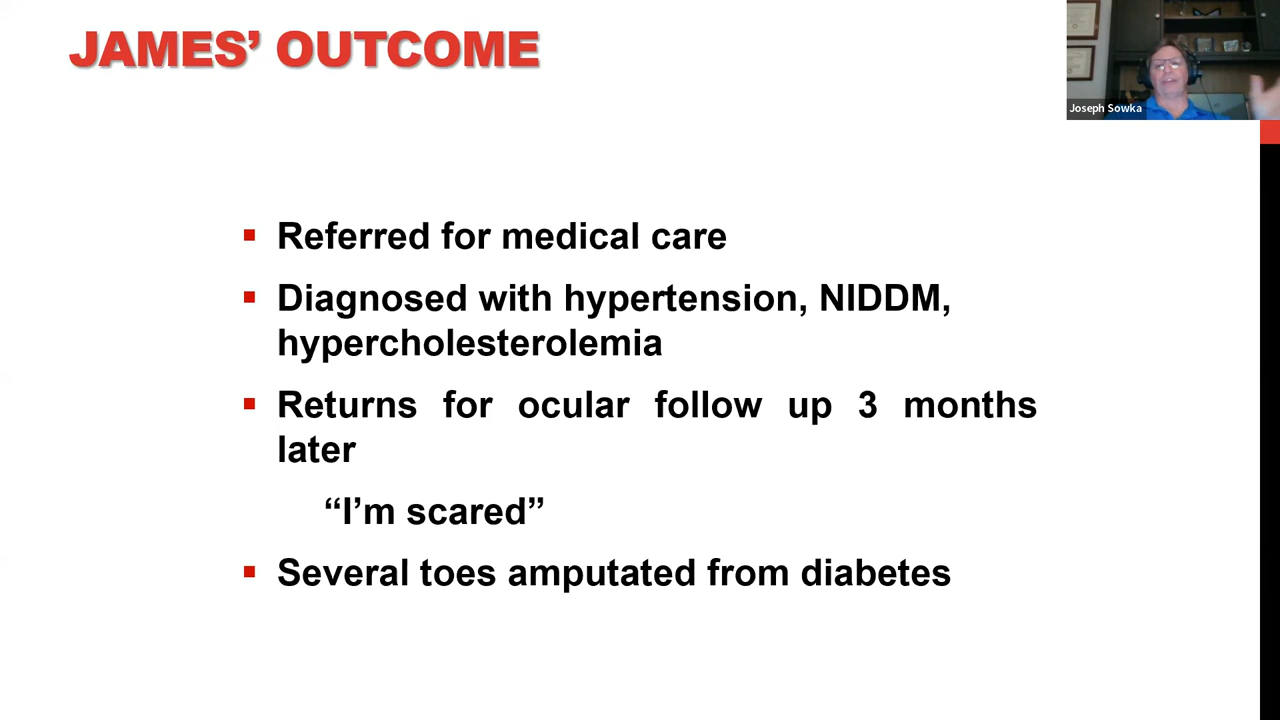 JAMES’ OUTCOME
Joseph Sowka
Referred for medical care
Diagnosed with hypertension, NIDDM,
hypercholesterolemia
Returns for ocular follow up 3 months
later
“I’m scared”
Several toes amputated from diabetes